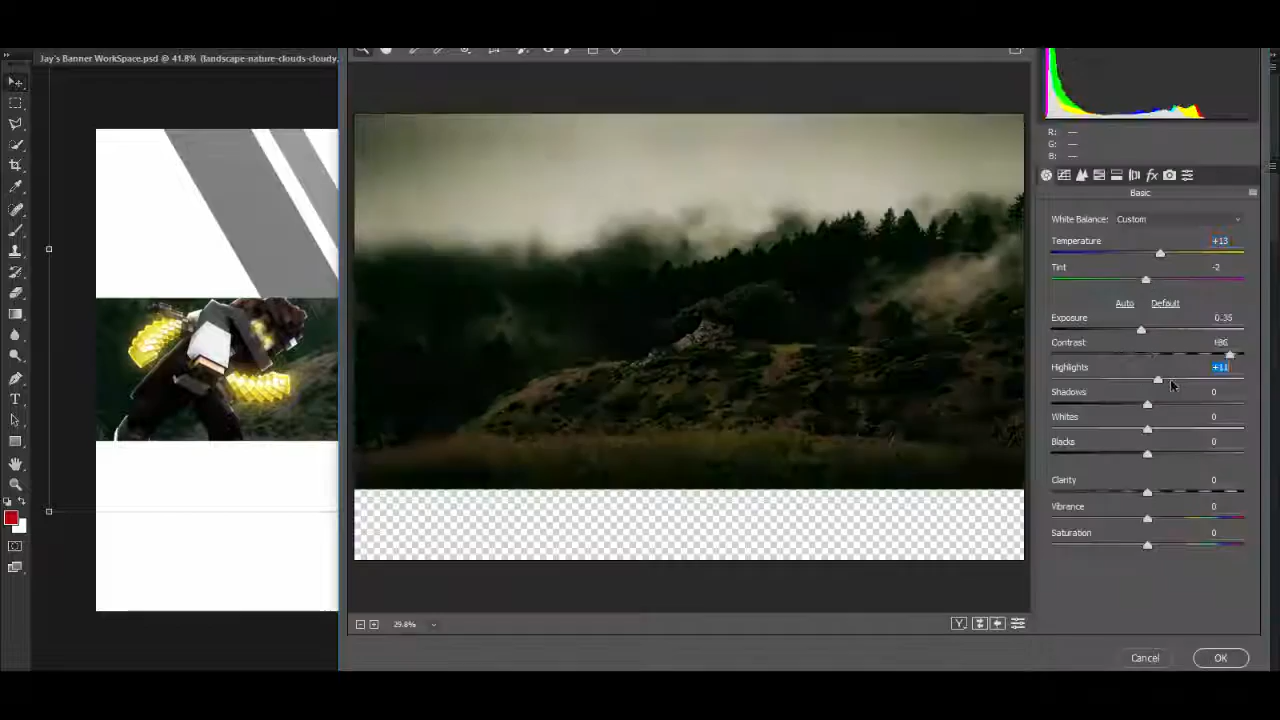 Jay's Banner WorkSpace.psd @ 41.8% (landscape-nature-clouds-cloudy,
R: ---
G: ---
B: ---
fx
Basic
White Balance: Custom
Temperature +13
Tint -2
Auto Default
Exposure 0.35
Contrast +86
Highlights +11
Shadows 0
Whites 0
Blacks 0
Clarity 0
Vibrance 0
Saturation 0
T
29.8%
Y
Cancel OK